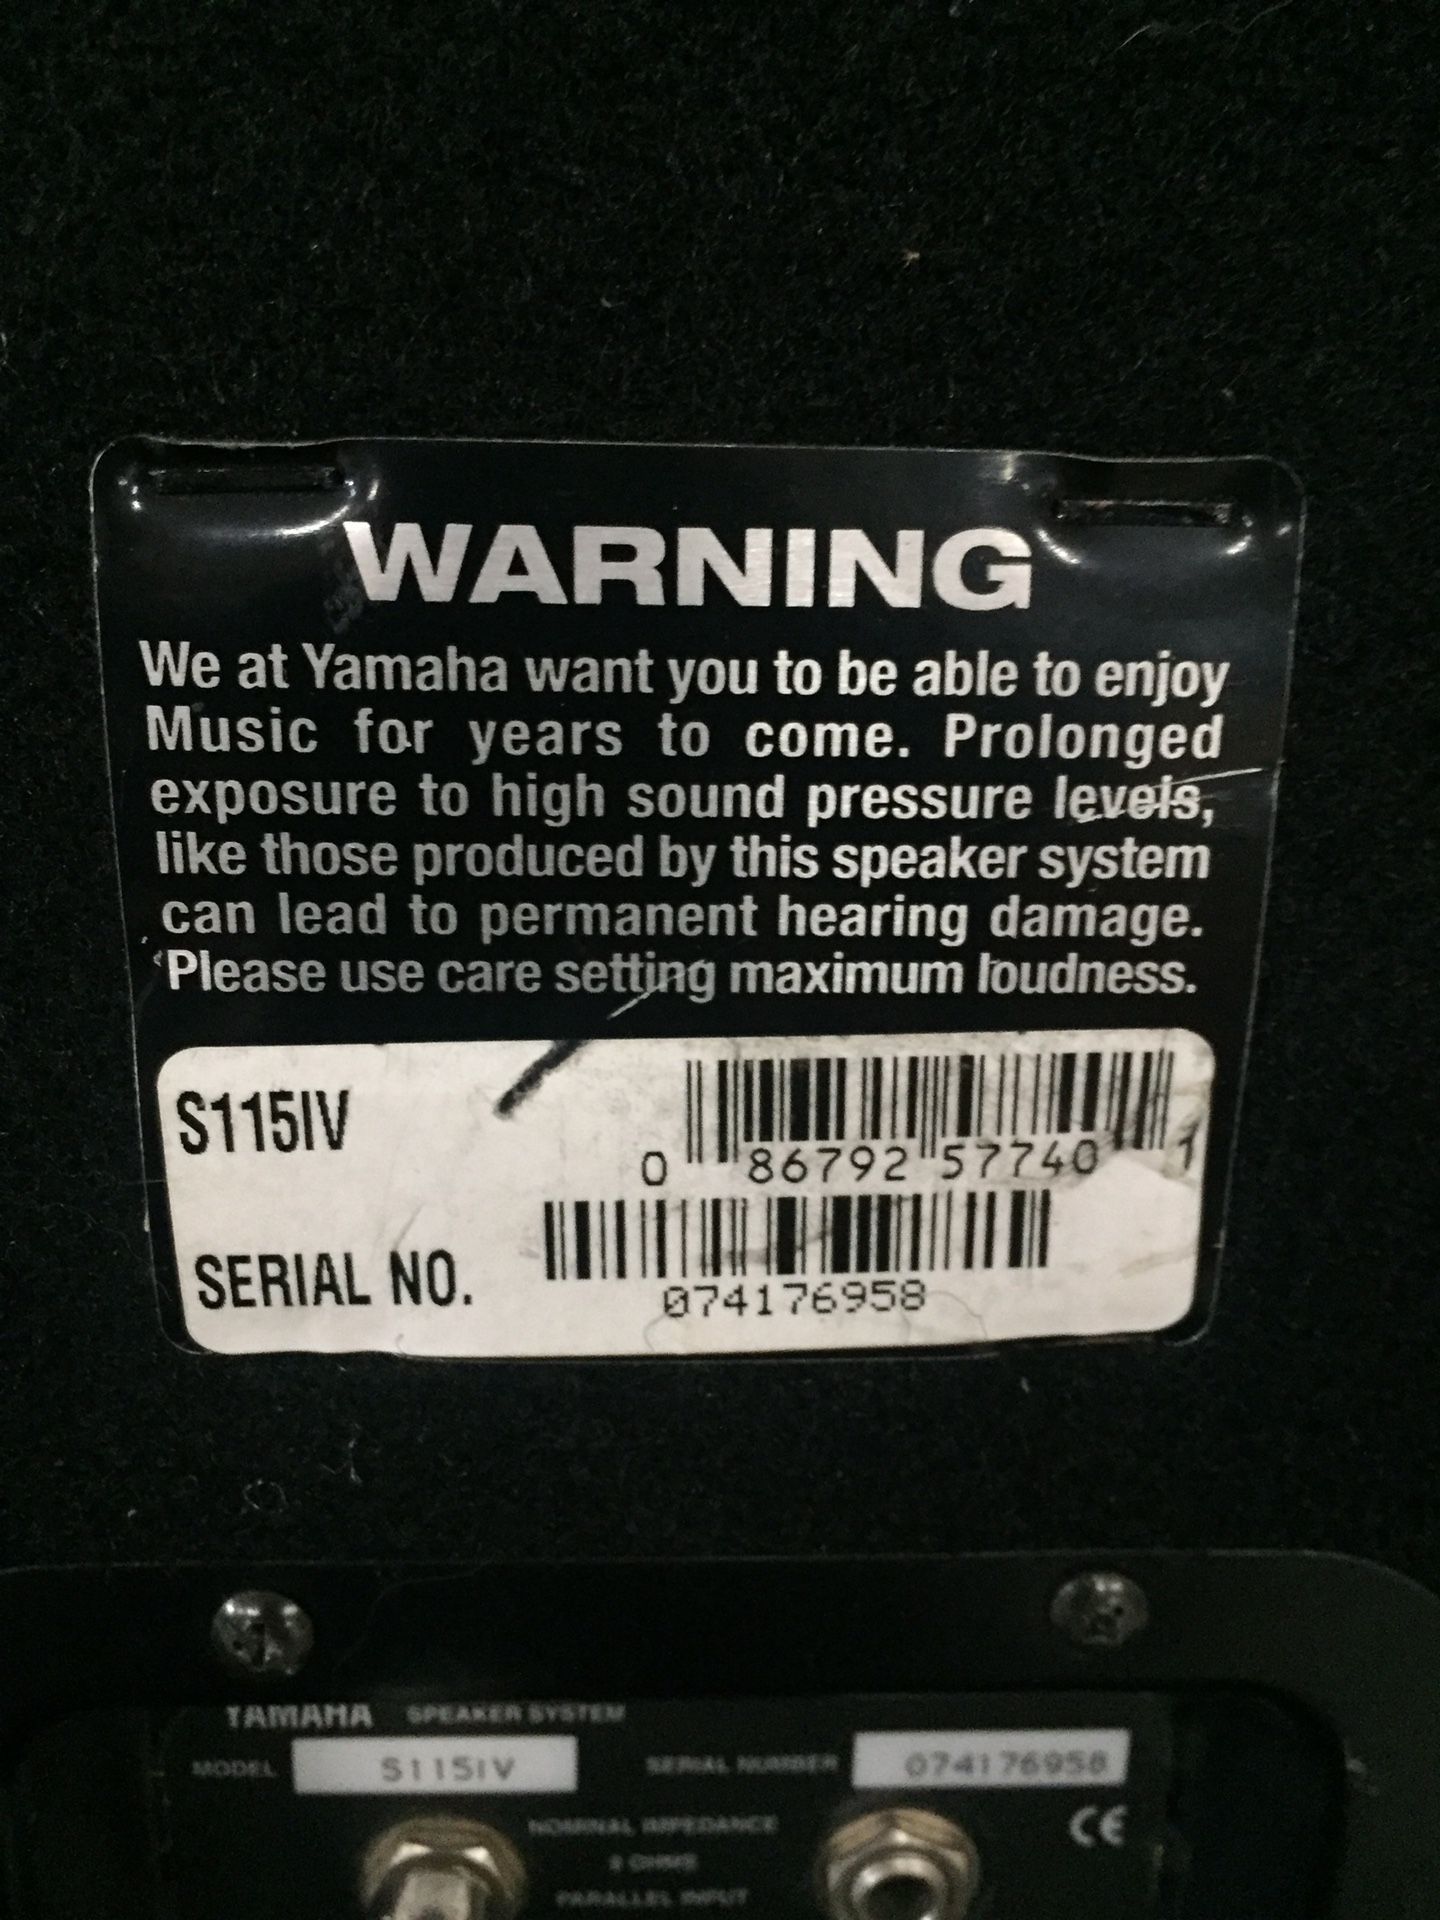 WARNING
We at Yamaha want you to be able to enjoy
Music for years to come. Prolonged
exposure to high sound pressure levels,
like those produced by this speaker system
can lead to permanent hearing damage.
Please use care setting maximum loudness.
S115IV
0 86792 57740 1
SERIAL NO.
074176958
YAMAHA SPEAKER SYSTEM
MODEL S115IV SERIAL NUMBER 074176958
NOMINAL IMPEDANCE
8 OHMS
PARALLEL INPUT
CE